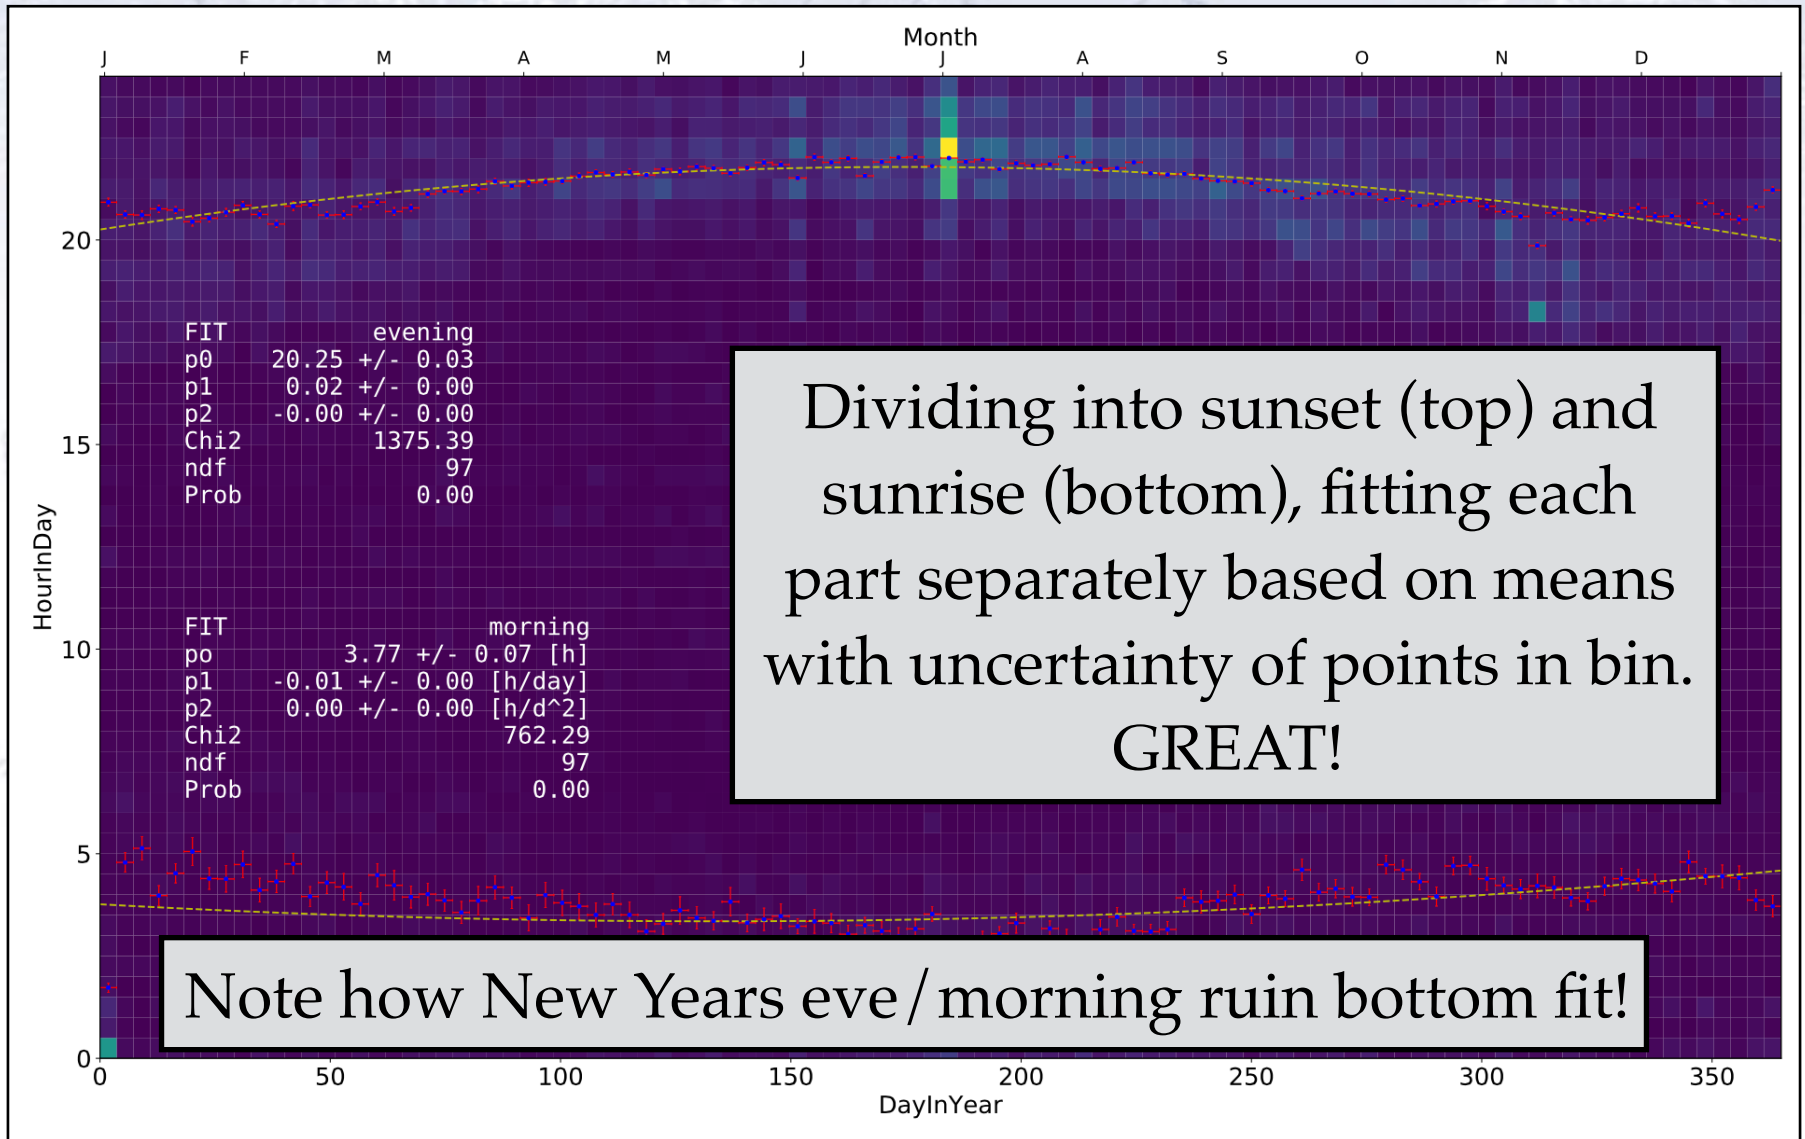 Month
J F M A M J J A S O N D
HourInDay
20
15
10
5
0
FIT evening
p0 20.25 +/- 0.03
p1 0.02 +/- 0.00
p2 -0.00 +/- 0.00
Chi2 1375.39
ndf 97
Prob 0.00
FIT morning
po 3.77 +/- 0.07 [h]
p1 -0.01 +/- 0.00 [h/day]
p2 0.00 +/- 0.00 [h/d^2]
Chi2 762.29
ndf 97
Prob 0.00
Dividing into sunset (top) and
sunrise (bottom), fitting each
part separately based on means
with uncertainty of points in bin.
GREAT!
Note how New Years eve/morning ruin bottom fit!
0 50 100 150 200 250 300 350
DayInYear